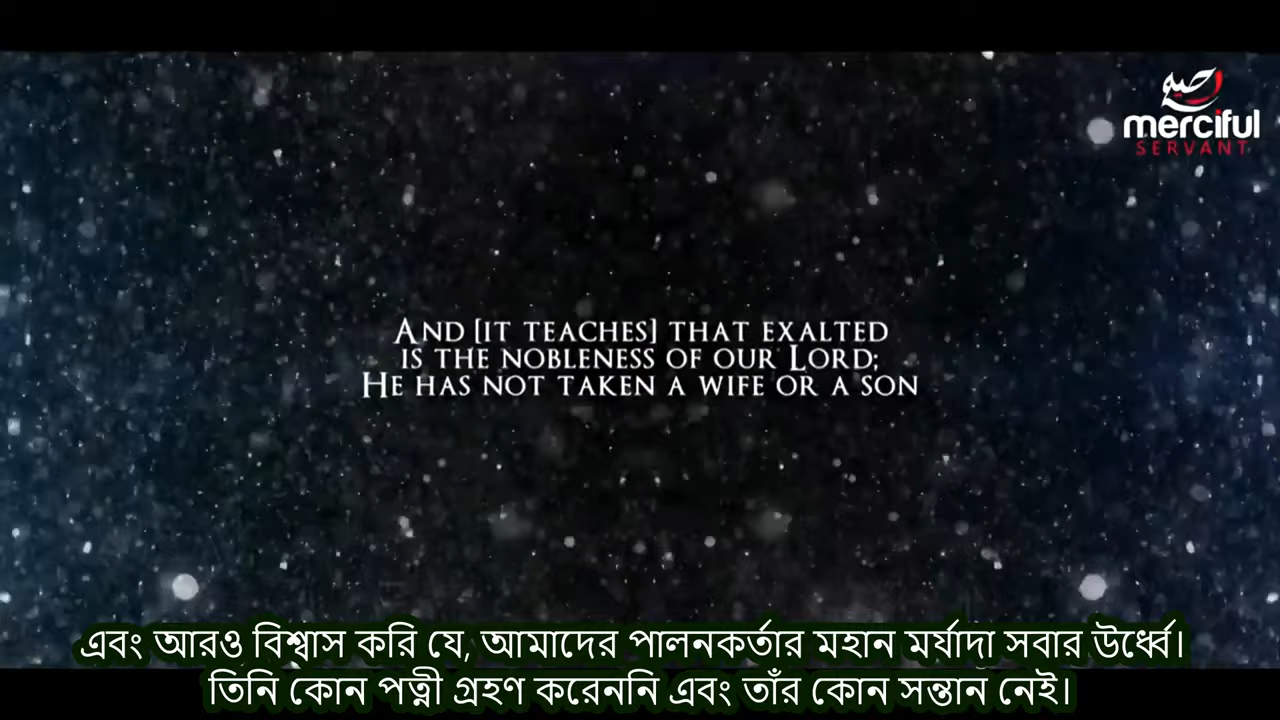 رحيم
merciful
SERVANT
AND [IT TEACHES] THAT EXALTED
IS THE NOBLENESS OF OUR LORD;
HE HAS NOT TAKEN A WIFE OR A SON
এবং আরও বিশ্বাস করি যে, আমাদের পালনকর্তার মহান মর্যাদা সবার উর্ধ্বে।
তিনি কোন পত্নী গ্রহণ করেননি এবং তাঁর কোন সন্তান নেই।